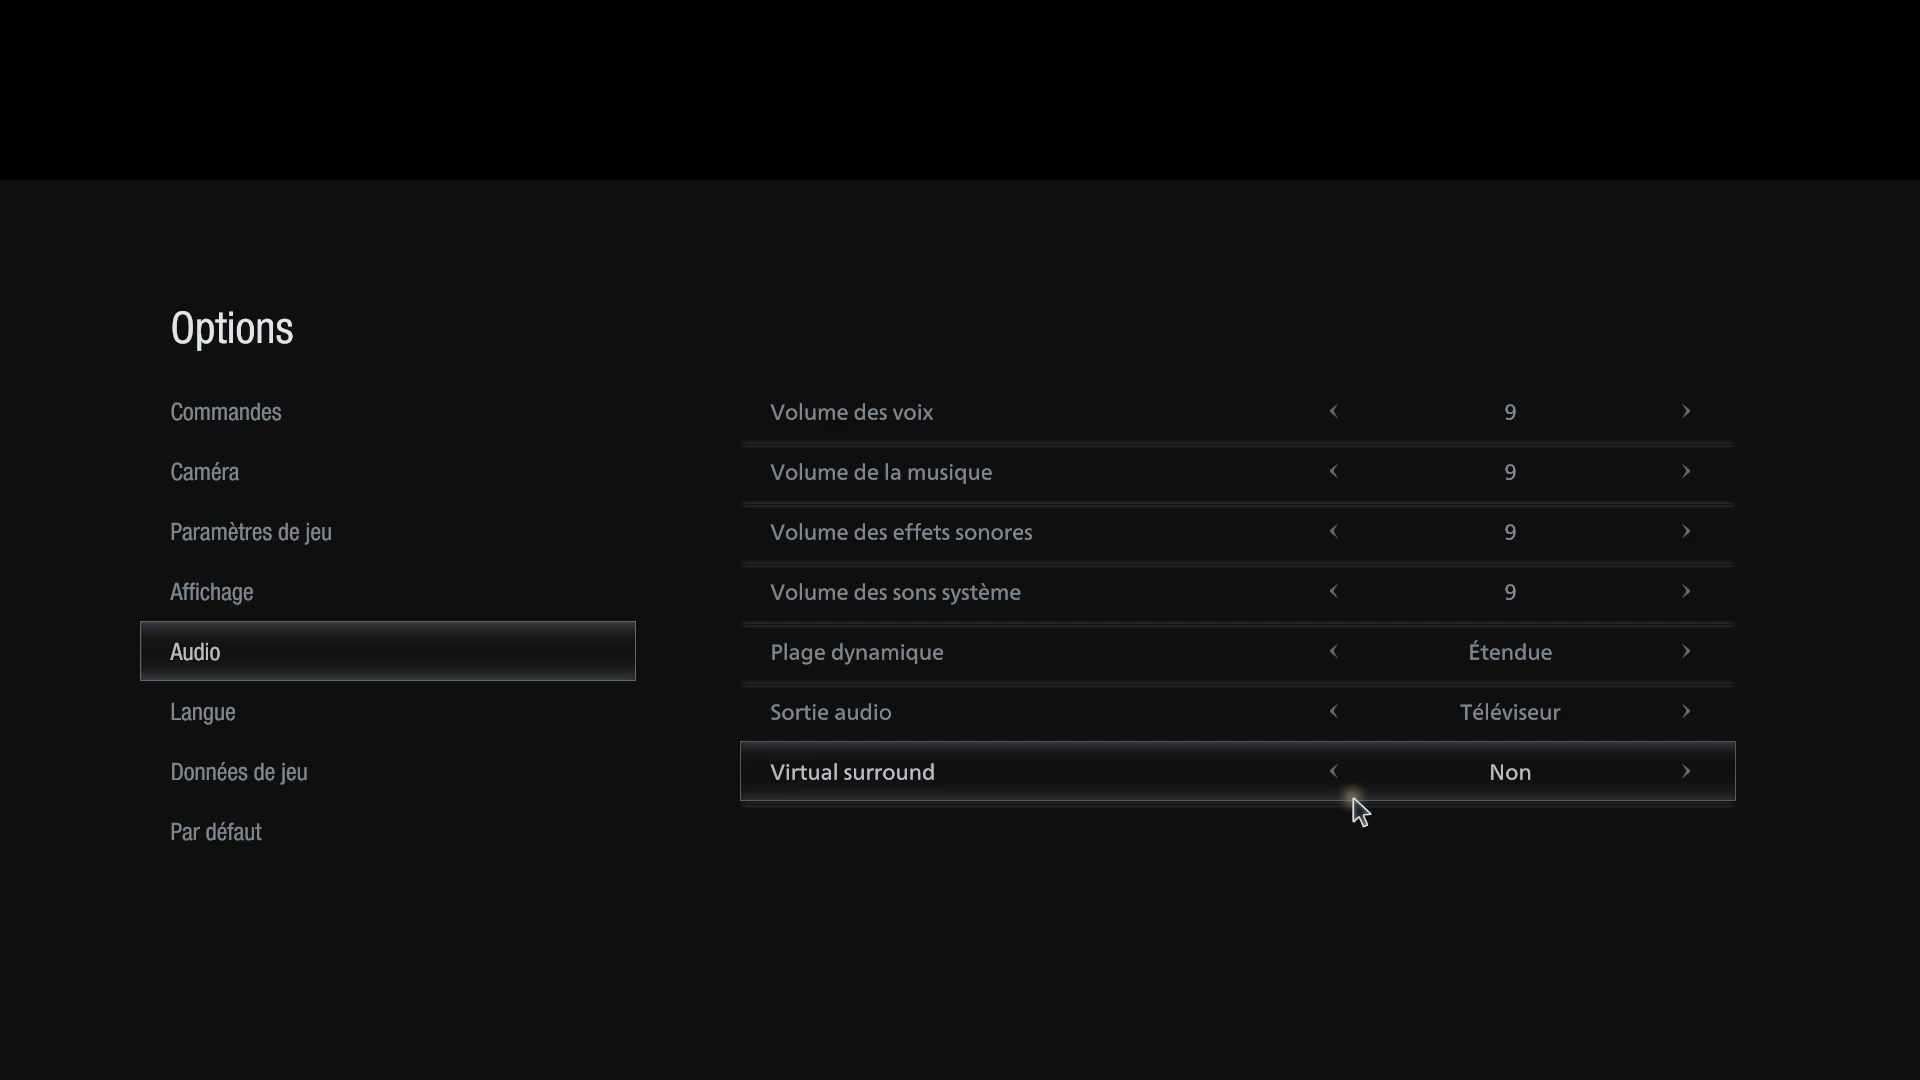 Options
Commandes
Caméra
Paramètres de jeu
Affichage
Audio
Langue
Données de jeu
Par défaut
Volume des voix 9
Volume de la musique 9
Volume des effets sonores 9
Volume des sons système 9
Plage dynamique Étendue
Sortie audio Téléviseur
Virtual surround Non